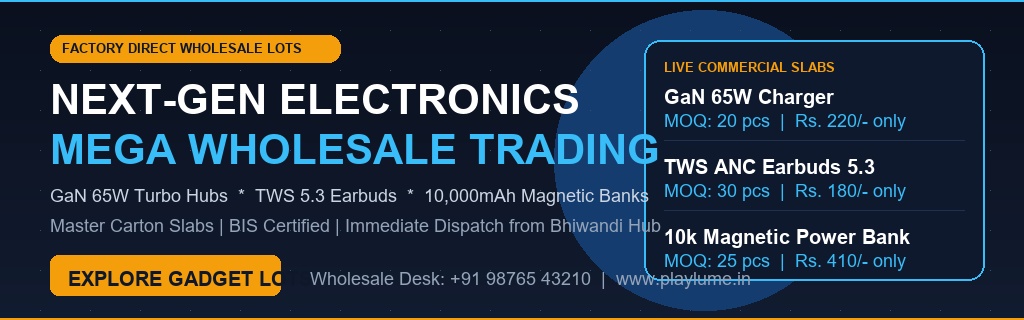 FACTORY DIRECT WHOLESALE LOTS
NEXT-GEN ELECTRONICS
MEGA WHOLESALE TRADING
GaN 65W Turbo Hubs * TWS 5.3 Earbuds * 10,000mAh Magnetic Banks
Master Carton Slabs | BIS Certified | Immediate Dispatch from Bhiwandi Hub
EXPLORE GADGET LO
Wholesale Desk: +91 98765 43210 | www.playlume.in
LIVE COMMERCIAL SLABS
GaN 65W Charger
MOQ: 20 pcs | Rs. 220/- only
TWS ANC Earbuds 5.3
MOQ: 30 pcs | Rs. 180/- only
10k Magnetic Power Bank
MOQ: 25 pcs | Rs. 410/- only